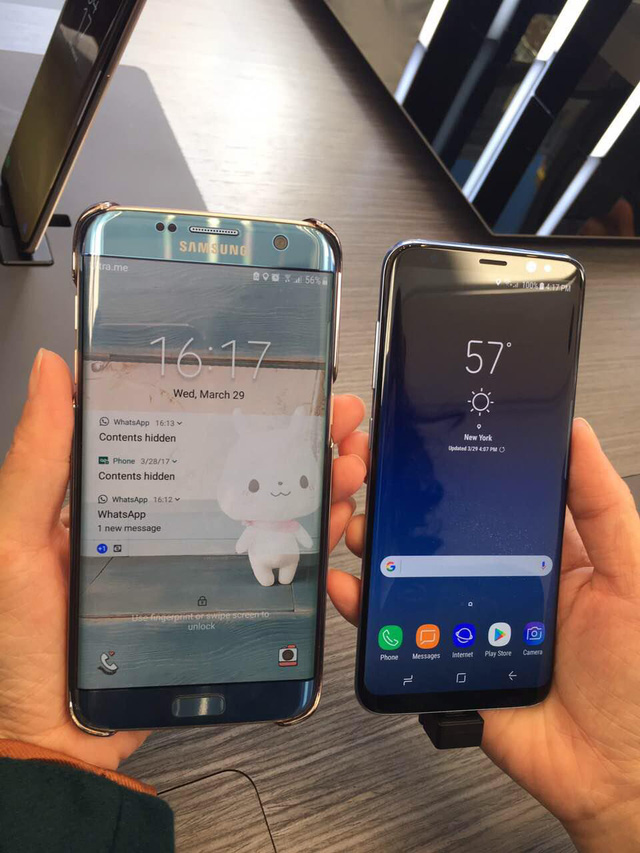 SAMSUNG
56%
16:17
Wed, March 29
WhatsApp 16:13
Contents hidden
Phone 3/28/17
Contents hidden
WhatsApp 16:12
WhatsApp
1 new message
+1
Use fingerprint or swipe screen to
unlock
100% 4:17 PM
57°
New York
Updated 3/29 4:07 PM
G
Phone
Messages
Internet
Play Store
Camera